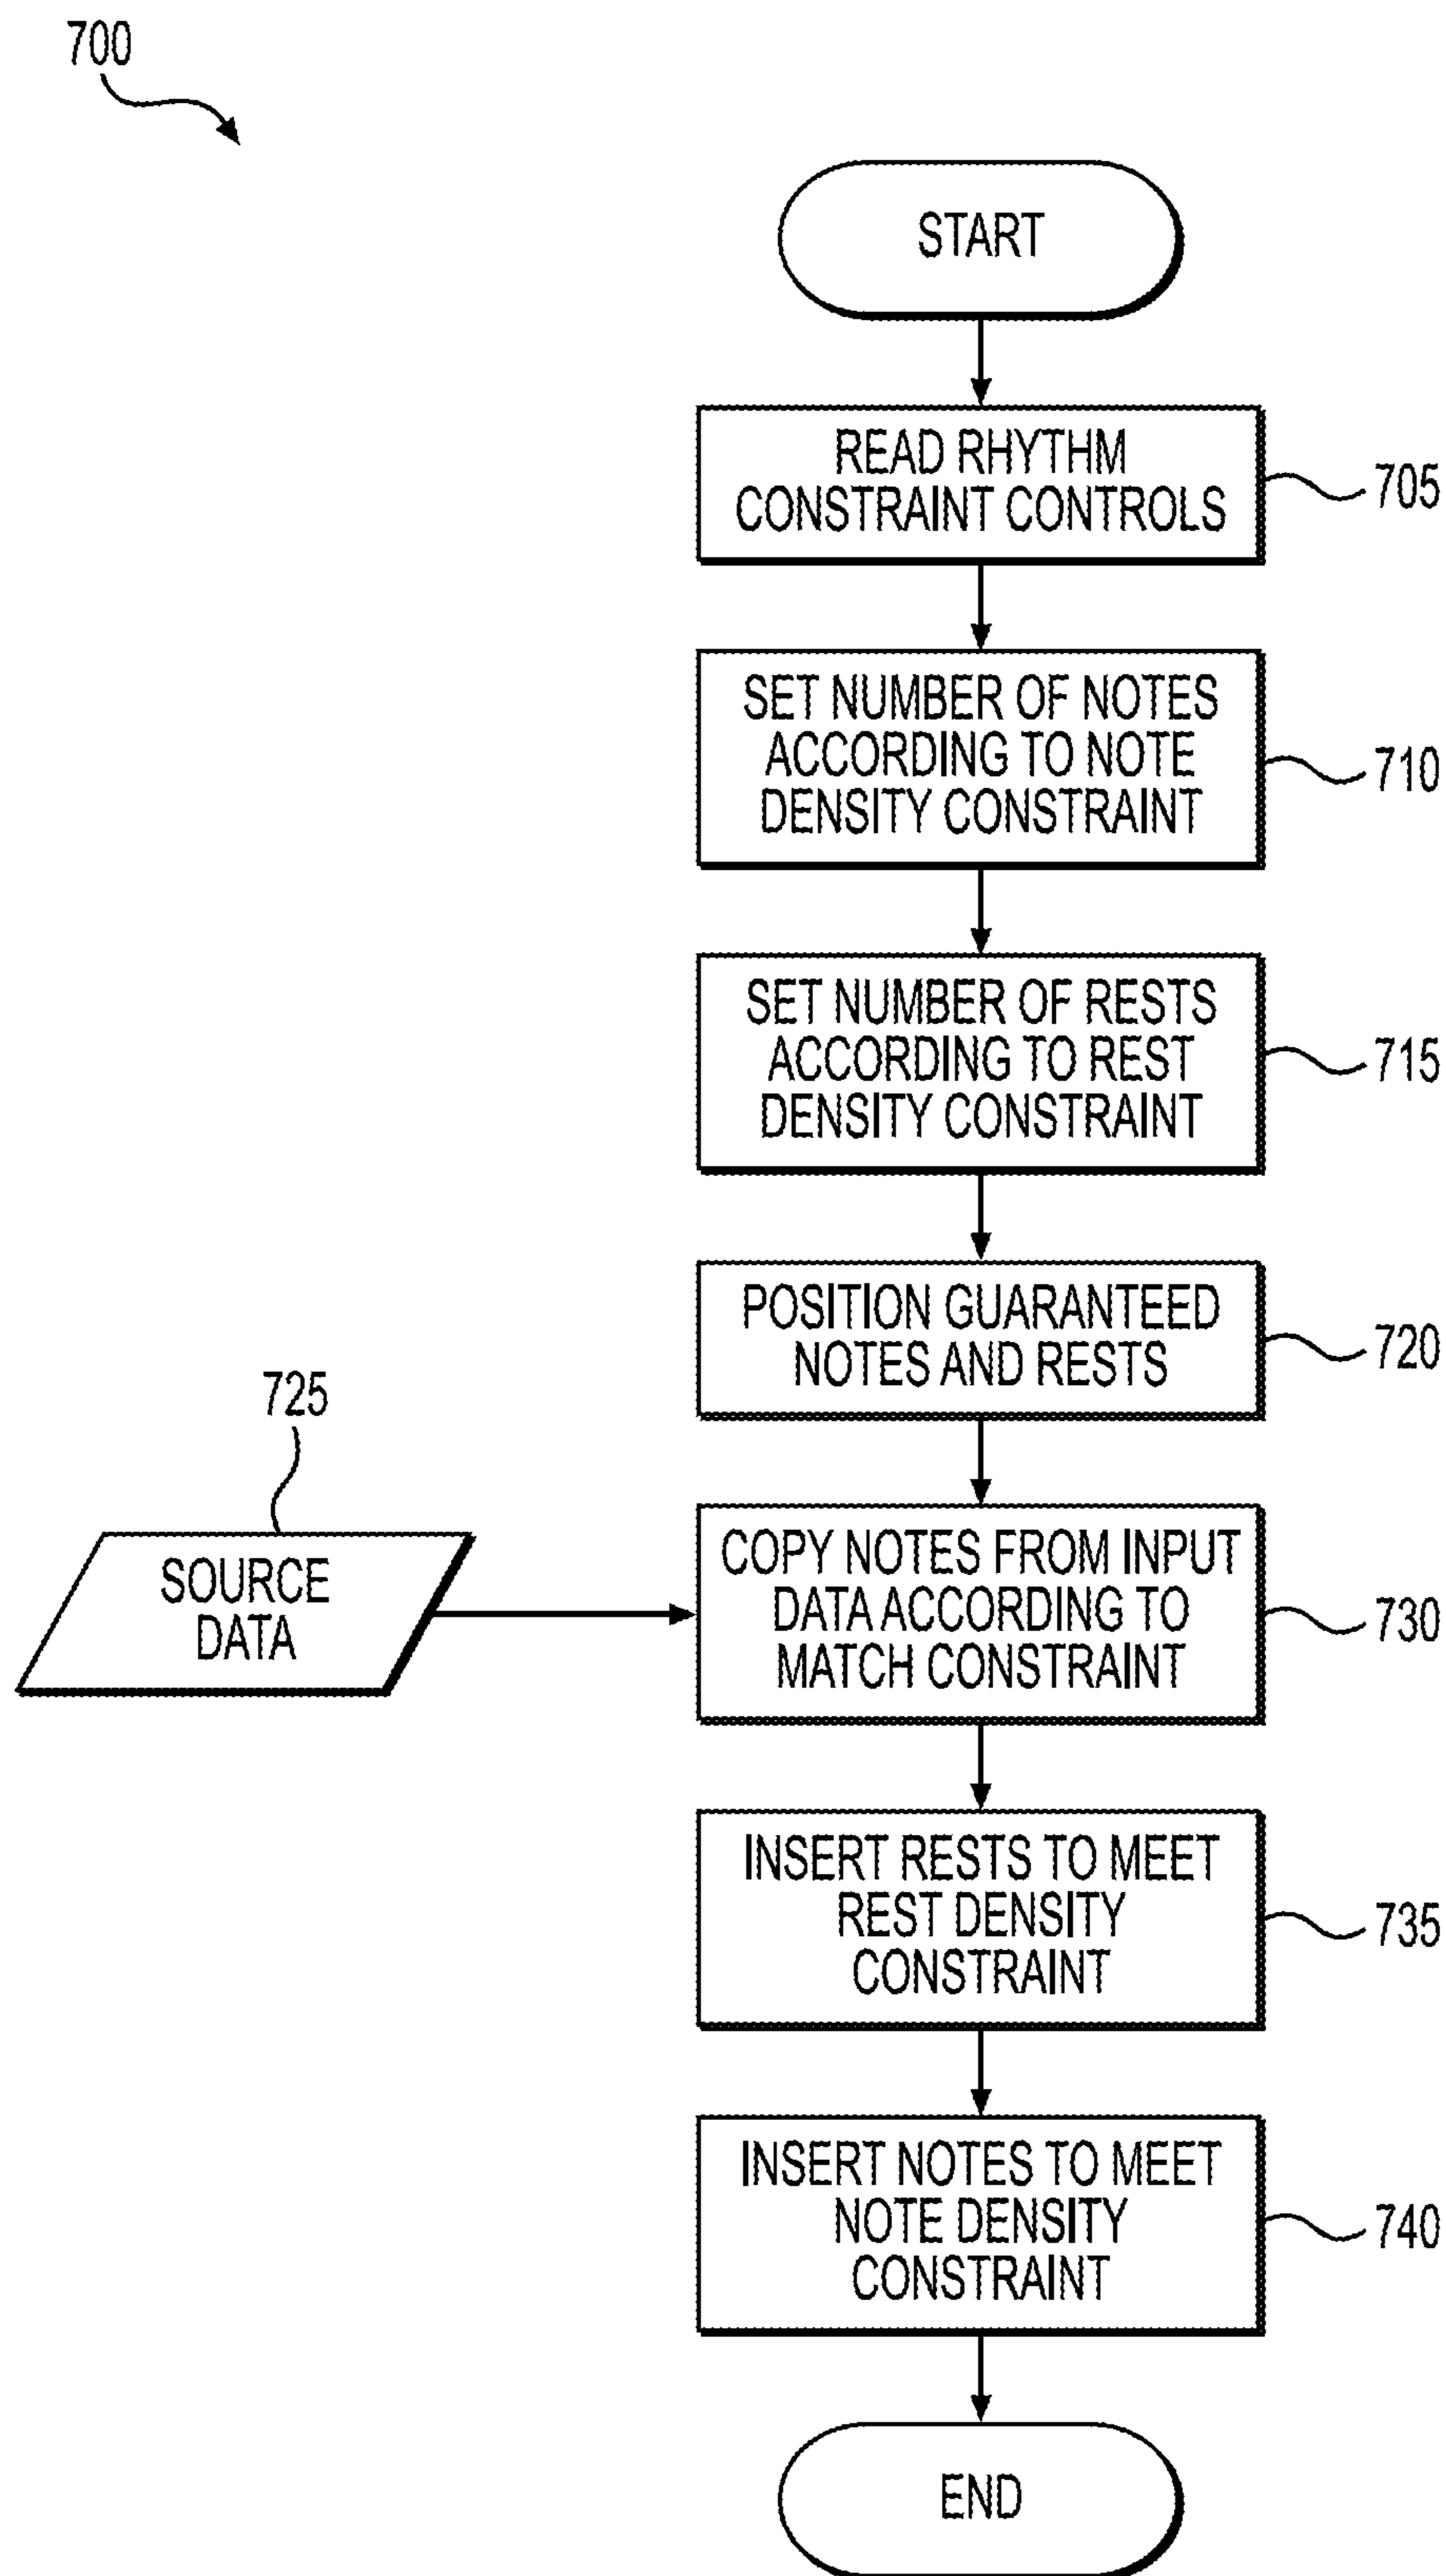 700
START
READ RHYTHM
CONSTRAINT CONTROLS
705
SET NUMBER OF NOTES
ACCORDING TO NOTE
DENSITY CONSTRAINT
710
SET NUMBER OF RESTS
ACCORDING TO REST
DENSITY CONSTRAINT
715
POSITION GUARANTEED
NOTES AND RESTS
720
725
SOURCE
DATA
COPY NOTES FROM INPUT
DATA ACCORDING TO
MATCH CONSTRAINT
730
INSERT RESTS TO MEET
REST DENSITY
CONSTRAINT
735
INSERT NOTES TO MEET
NOTE DENSITY
CONSTRAINT
740
END